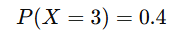 P(X = 3) = 0.4